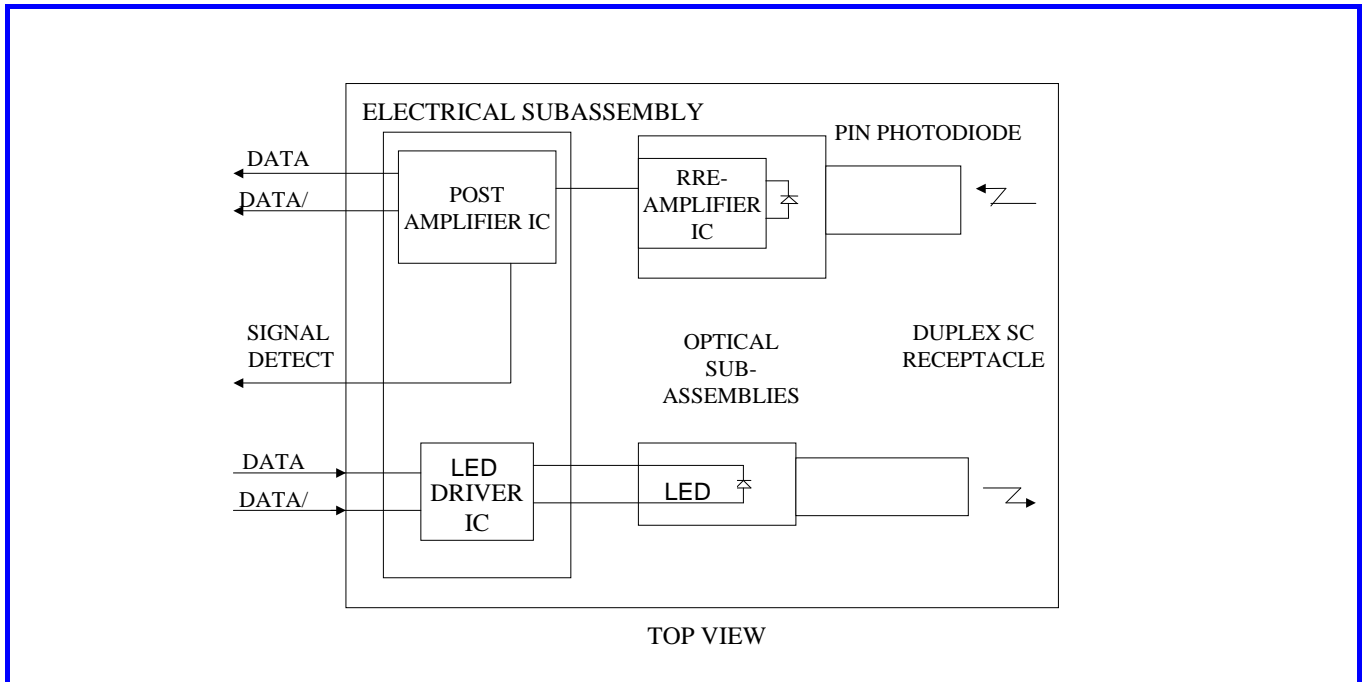 ELECTRICAL SUBASSEMBLY
PIN PHOTODIODE
DATA
DATA/
POST
AMPLIFIER IC
RRE-
AMPLIFIER
IC
SIGNAL
DETECT
OPTICAL
SUB-
ASSEMBLIES
DUPLEX SC
RECEPTACLE
DATA
DATA/
LED
DRIVER
IC
LED
TOP VIEW